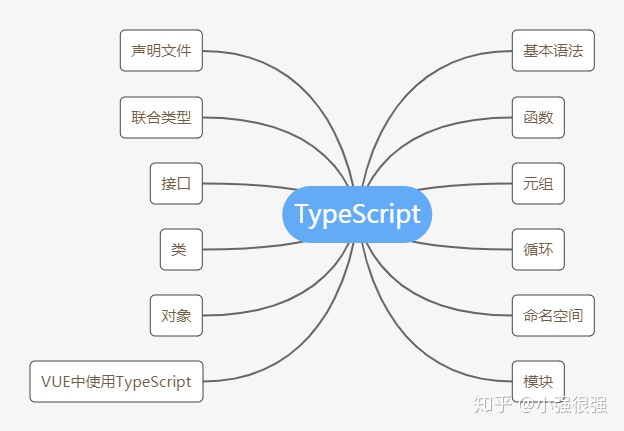 声明文件
基本语法
联合类型
函数
接口
元组
TypeScript
类
循环
对象
命名空间
VUE中使用TypeScript
模块
知乎 @小强很强